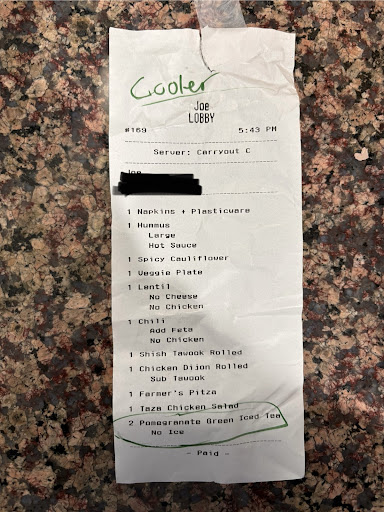 Cooler
Joe
LOBBY
#169 5:43 PM
Server: Carryout C
Joe
1 Napkins + Plasticware
1 Hummus
Large
Hot Sauce
1 Spicy Cauliflower
1 Veggie Plate
1 Lentil
No Cheese
No Chicken
1 Chili
Add Feta
No Chicken
1 Shish Tawook Rolled
1 Chicken Dijon Rolled
Sub Tawook
1 Farmer's Pitza
1 Taza Chicken Salad
2 Pomegranate Green Iced Tea
No Ice
- Paid -